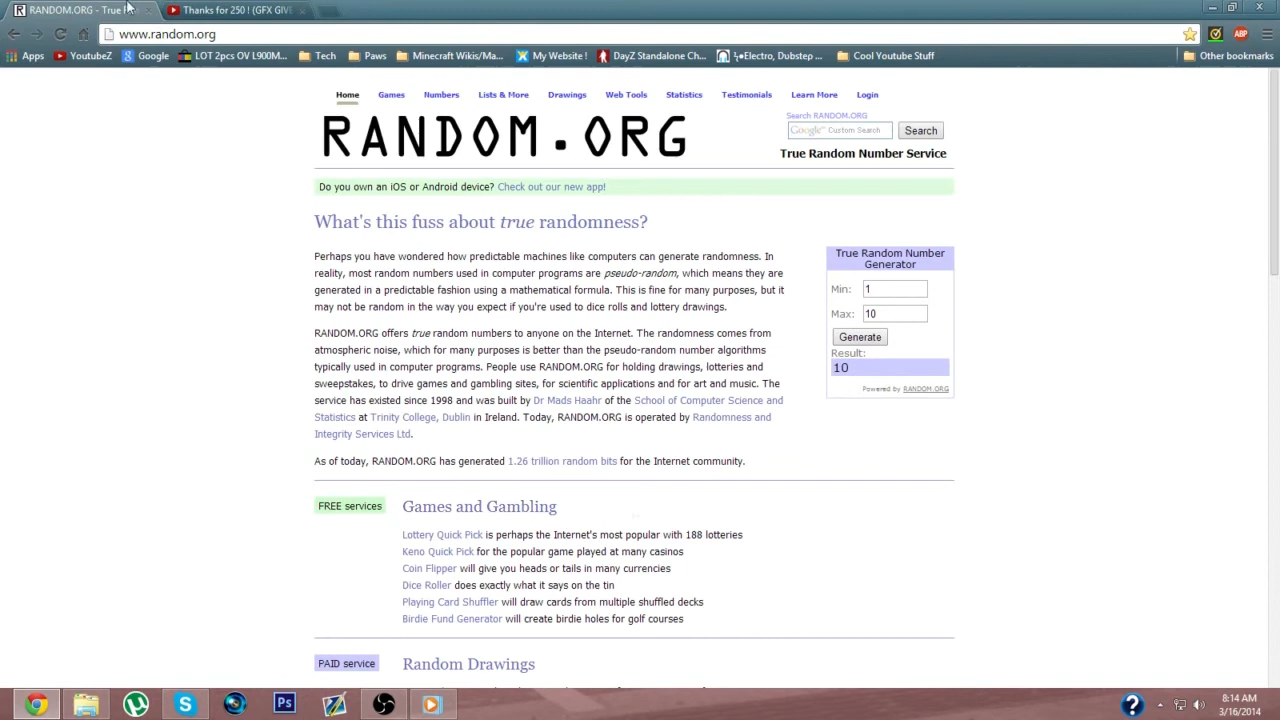 RANDOM.ORG - True
Thanks for 250 ! (GFX GIVE
www.random.org
Apps
YoutubeZ
Google
LOT 2pcs OV L900M...
Tech
Paws
Minecraft Wikis/Ma...
My Website !
DayZ Standalone Ch...
Electro, Dubstep ...
Cool Youtube Stuff
Other bookmarks
ABP
Home
Games
Numbers
Lists & More
Drawings
Web Tools
Statistics
Testimonials
Learn More
Login
RANDOM.ORG
Search RANDOM.ORG
Google™ Custom Search
Search
True Random Number Service
Do you own an iOS or Android device? Check out our new app!
What's this fuss about true randomness?
Perhaps you have wondered how predictable machines like computers can generate randomness. In
reality, most random numbers used in computer programs are pseudo-random, which means they are
generated in a predictable fashion using a mathematical formula. This is fine for many purposes, but it
may not be random in the way you expect if you're used to dice rolls and lottery drawings.
RANDOM.ORG offers true random numbers to anyone on the Internet. The randomness comes from
atmospheric noise, which for many purposes is better than the pseudo-random number algorithms
typically used in computer programs. People use RANDOM.ORG for holding drawings, lotteries and
sweepstakes, to drive games and gambling sites, for scientific applications and for art and music. The
service has existed since 1998 and was built by Dr Mads Haahr of the School of Computer Science and
Statistics at Trinity College, Dublin in Ireland. Today, RANDOM.ORG is operated by Randomness and
Integrity Services Ltd.
As of today, RANDOM.ORG has generated 1.26 trillion random bits for the Internet community.
True Random Number
Generator
Min: 1
Max: 10
Generate
Result:
10
Powered by RANDOM.ORG
FREE services
Games and Gambling
Lottery Quick Pick is perhaps the Internet's most popular with 188 lotteries
Keno Quick Pick for the popular game played at many casinos
Coin Flipper will give you heads or tails in many currencies
Dice Roller does exactly what it says on the tin
Playing Card Shuffler will draw cards from multiple shuffled decks
Birdie Fund Generator will create birdie holes for golf courses
PAID service
Random Drawings
Ps
8:14 AM
3/16/2014